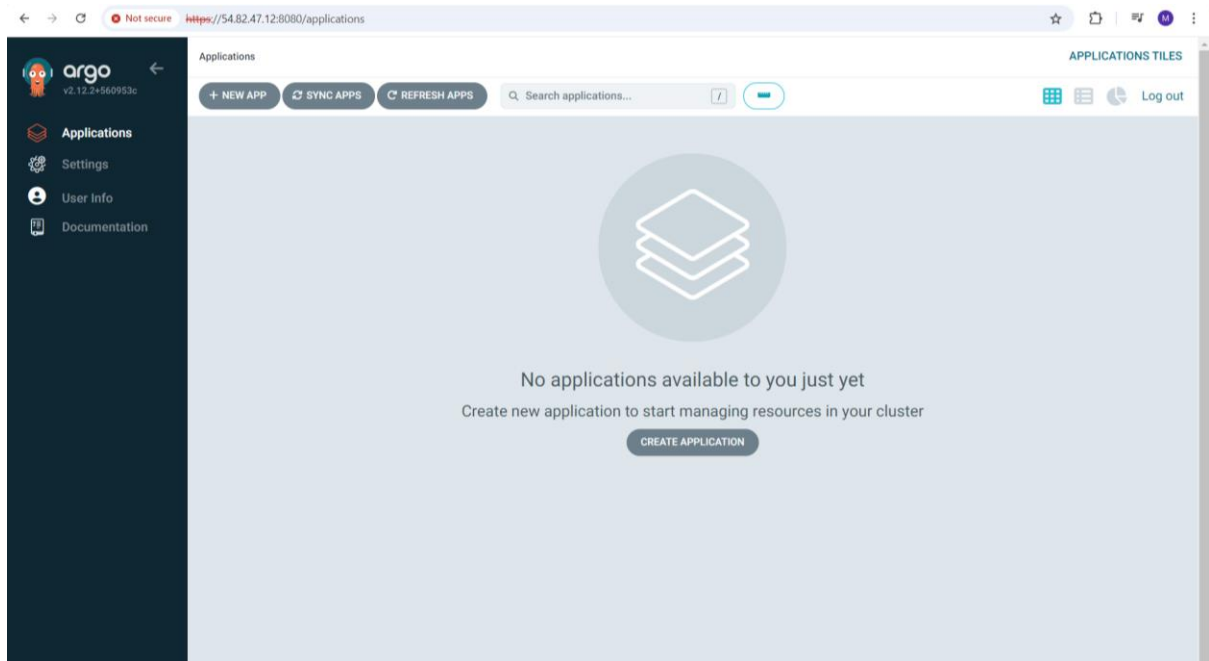 Not secure https://54.82.47.12:8080/applications M
argo
v2.12.2+560953c
Applications
Settings
User Info
Documentation
Applications APPLICATIONS TILES
+ NEW APP SYNC APPS REFRESH APPS Search applications... / Log out
No applications available to you just yet
Create new application to start managing resources in your cluster
CREATE APPLICATION